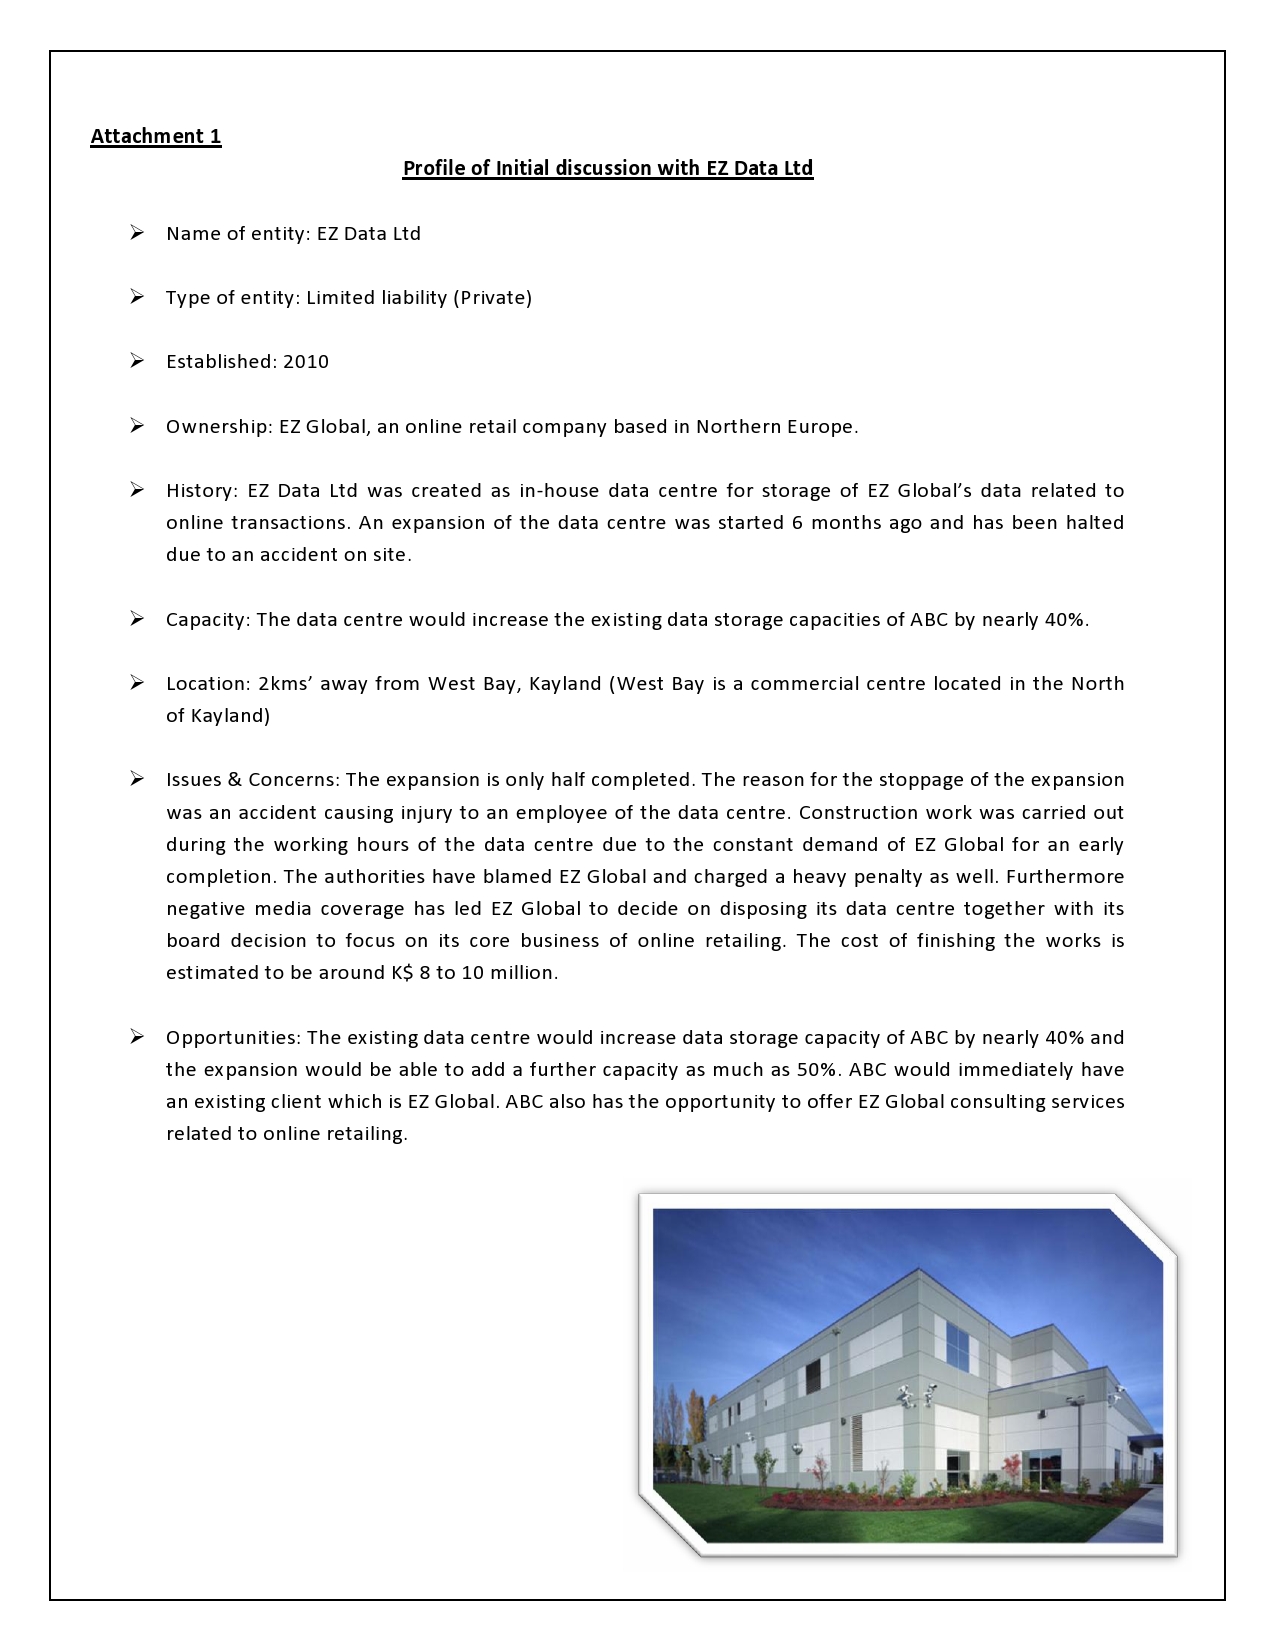 Attachment 1
Profile of Initial discussion with EZ Data Ltd
➢ Name of entity: EZ Data Ltd
➢ Type of entity: Limited liability (Private)
➢ Established: 2010
➢ Ownership: EZ Global, an online retail company based in Northern Europe.
➢ History: EZ Data Ltd was created as in-house data centre for storage of EZ Global’s data related to
online transactions. An expansion of the data centre was started 6 months ago and has been halted
due to an accident on site.
➢ Capacity: The data centre would increase the existing data storage capacities of ABC by nearly 40%.
➢ Location: 2kms’ away from West Bay, Kayland (West Bay is a commercial centre located in the North
of Kayland)
➢ Issues & Concerns: The expansion is only half completed. The reason for the stoppage of the expansion
was an accident causing injury to an employee of the data centre. Construction work was carried out
during the working hours of the data centre due to the constant demand of EZ Global for an early
completion. The authorities have blamed EZ Global and charged a heavy penalty as well. Furthermore
negative media coverage has led EZ Global to decide on disposing its data centre together with its
board decision to focus on its core business of online retailing. The cost of finishing the works is
estimated to be around K$ 8 to 10 million.
➢ Opportunities: The existing data centre would increase data storage capacity of ABC by nearly 40% and
the expansion would be able to add a further capacity as much as 50%. ABC would immediately have
an existing client which is EZ Global. ABC also has the opportunity to offer EZ Global consulting services
related to online retailing.